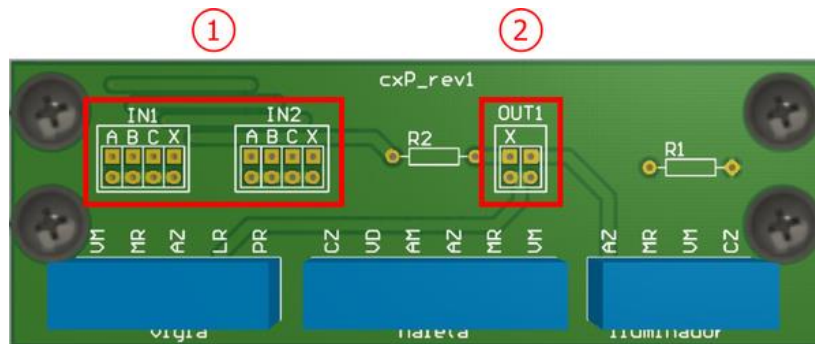 1
2
cxP_rev1
IN1 IN2 OUT1
A B C X A B C X X
R2 R1
VM MR AZ LR PR CZ VD AM AZ MR VM AZ MR VM CZ
Iluminador